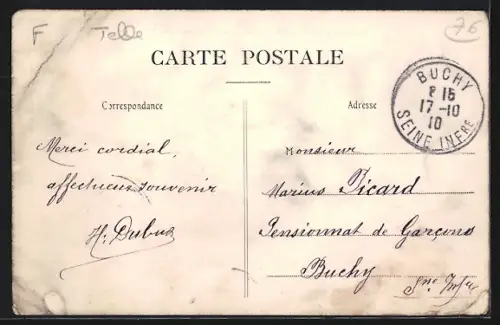 F Telle
76
CARTE POSTALE
Correspondance
Adresse
BUCHY
8 15
17-10
10
SEINE INFRE
Merci cordial,
affectueux souvenir
H. Dubuc
Monsieur
Marius Picard
Pensionnat de Garçons
Buchy
Sne Infre